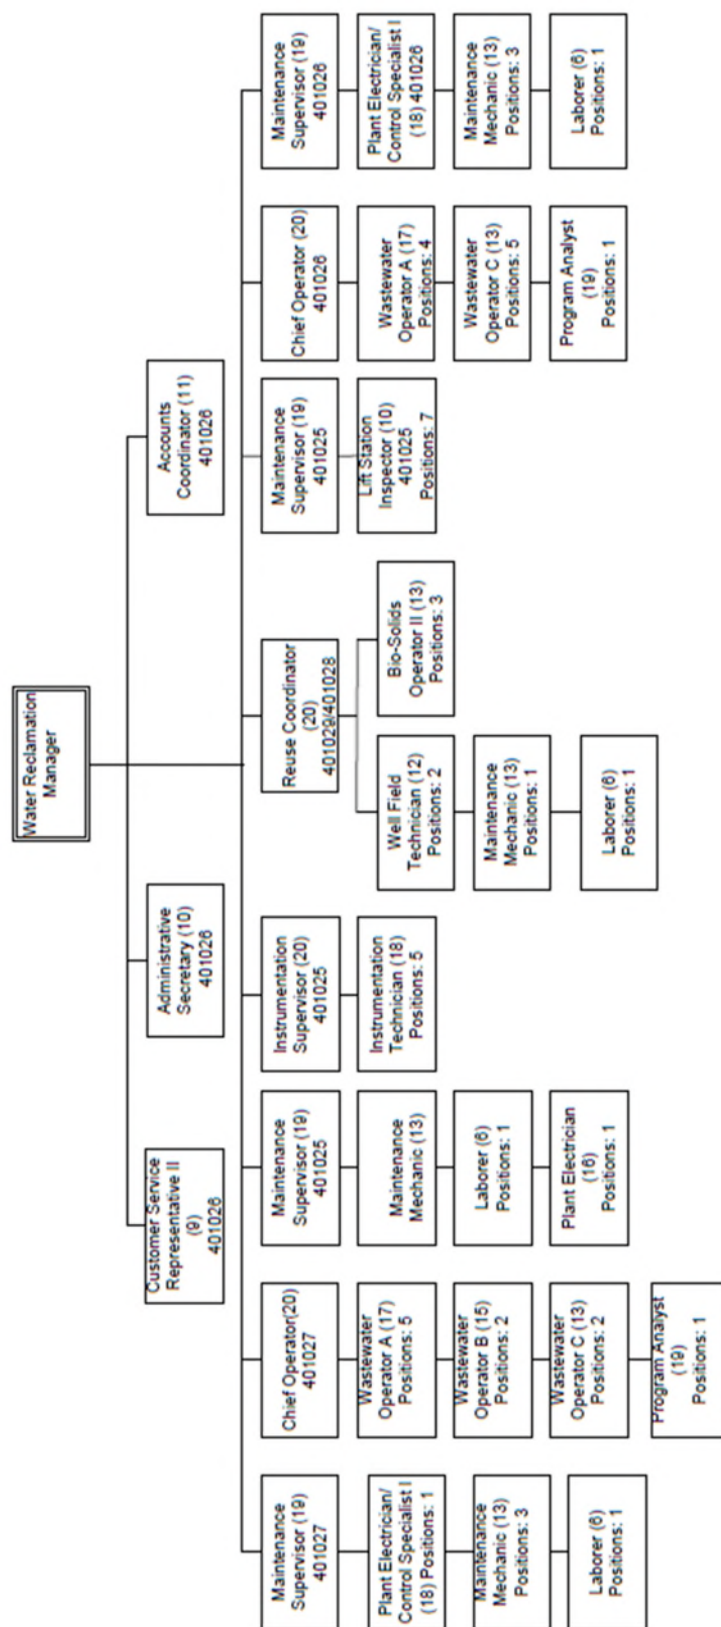 Water Reclamation
Manager
Customer Service
Representative II
(9)
401026
Administrative
Secretary (10)
401026
Accounts
Coordinator (11)
401026
Maintenance
Supervisor (19)
401027
Plant Electrician/
Control Specialist I
(18) Positions: 1
Maintenance
Mechanic (13)
Positions: 3
Laborer (6)
Positions: 1
Chief Operator(20)
401027
Wastewater
Operator A (17)
Positions: 5
Wastewater
Operator B (15)
Positions: 2
Wastewater
Operator C (13)
Positions: 2
Program Analyst
(19)
Positions: 1
Maintenance
Supervisor (19)
401025
Maintenance
Mechanic (13)
Laborer (6)
Positions: 1
Plant Electrician
(16)
Positions: 1
Instrumentation
Supervisor (20)
401025
Instrumentation
Technician (18)
Positions: 5
Reuse Coordinator
(20)
401029/401028
Well Field
Technician (12)
Positions: 2
Maintenance
Mechanic (13)
Positions: 1
Laborer (6)
Positions: 1
Bio-Solids
Operator II (13)
Positions: 3
Maintenance
Supervisor (19)
401025
Lift Station
Inspector (10)
401025
Positions: 7
Chief Operator (20)
401026
Wastewater
Operator A (17)
Positions: 4
Wastewater
Operator C (13)
Positions: 5
Program Analyst
(19)
Positions: 1
Maintenance
Supervisor (19)
401026
Plant Electrician/
Control Specialist I
(18) 401026
Maintenance
Mechanic (13)
Positions: 3
Laborer (6)
Positions: 1